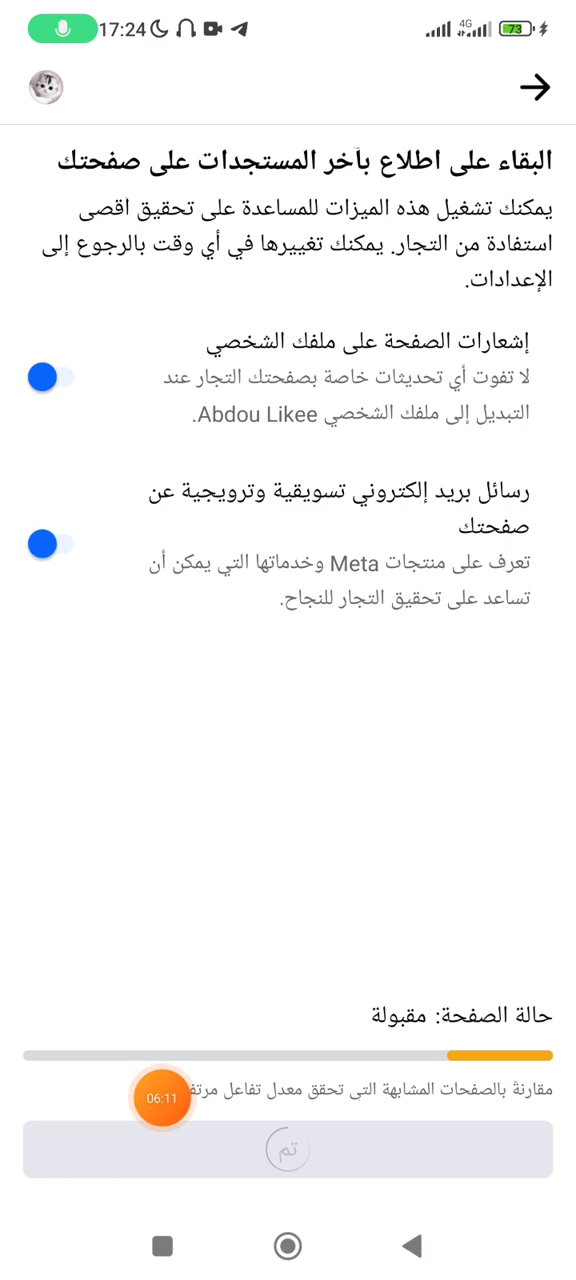 17:24
4G
73
البقاء على اطلاع بآخر المستجدات على صفحتك
يمكنك تشغيل هذه الميزات للمساعدة على تحقيق اقصى
استفادة من التجار. يمكنك تغييرها في أي وقت بالرجوع إلى
الإعدادات.
إشعارات الصفحة على ملفك الشخصي
لا تفوت أي تحديثات خاصة بصفحتك التجار عند
التبديل إلى ملفك الشخصي Abdou Likee.
رسائل بريد إلكتروني تسويقية وترويجية عن
صفحتك
تعرف على منتجات Meta وخدماتها التي يمكن أن
تساعد على تحقيق التجار للنجاح.
حالة الصفحة: مقبولة
مقارنةً بالصفحات المشابهة التي تحقق معدل تفاعل
06:11
تم